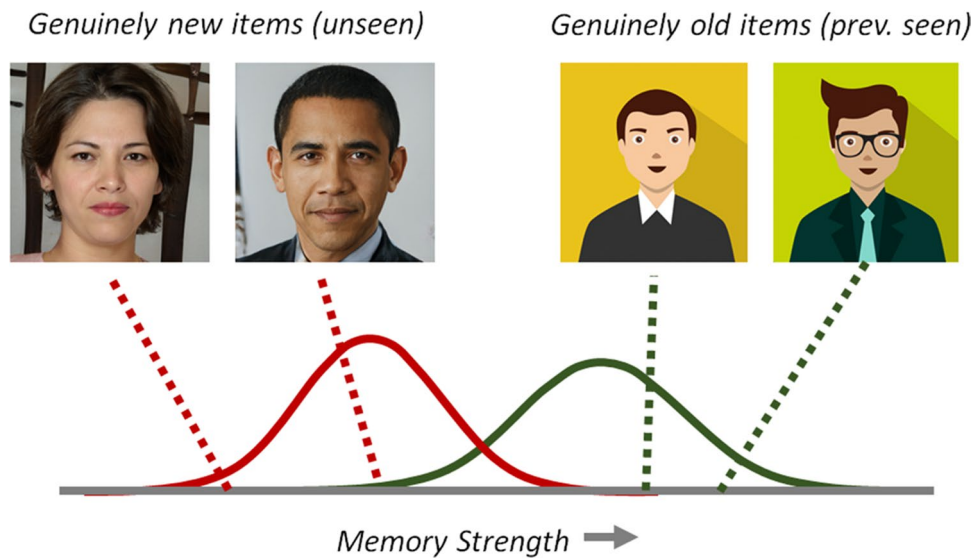 Genuinely new items (unseen)
Genuinely old items (prev. seen)
Memory Strength